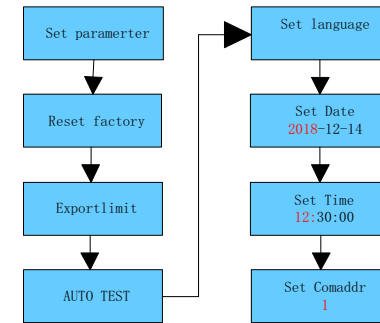 Set paramerter
Reset factory
Exportlimit
AUTO TEST
Set language
Set Date
2018-12-14
Set Time
12:30:00
Set Comaddr
1